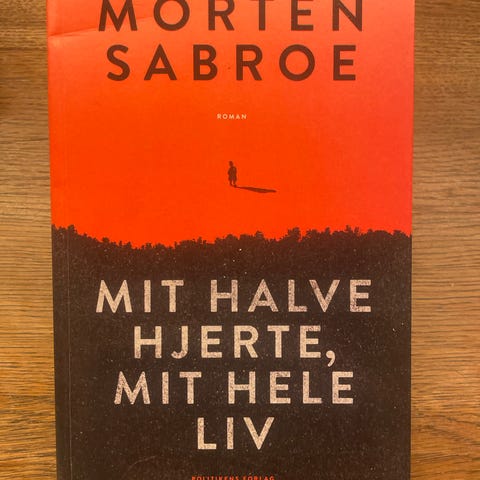 MORTEN
SABROE
ROMAN
MIT HALVE
HJERTE,
MIT HELE
LIV
POLITIKENS FORLAG